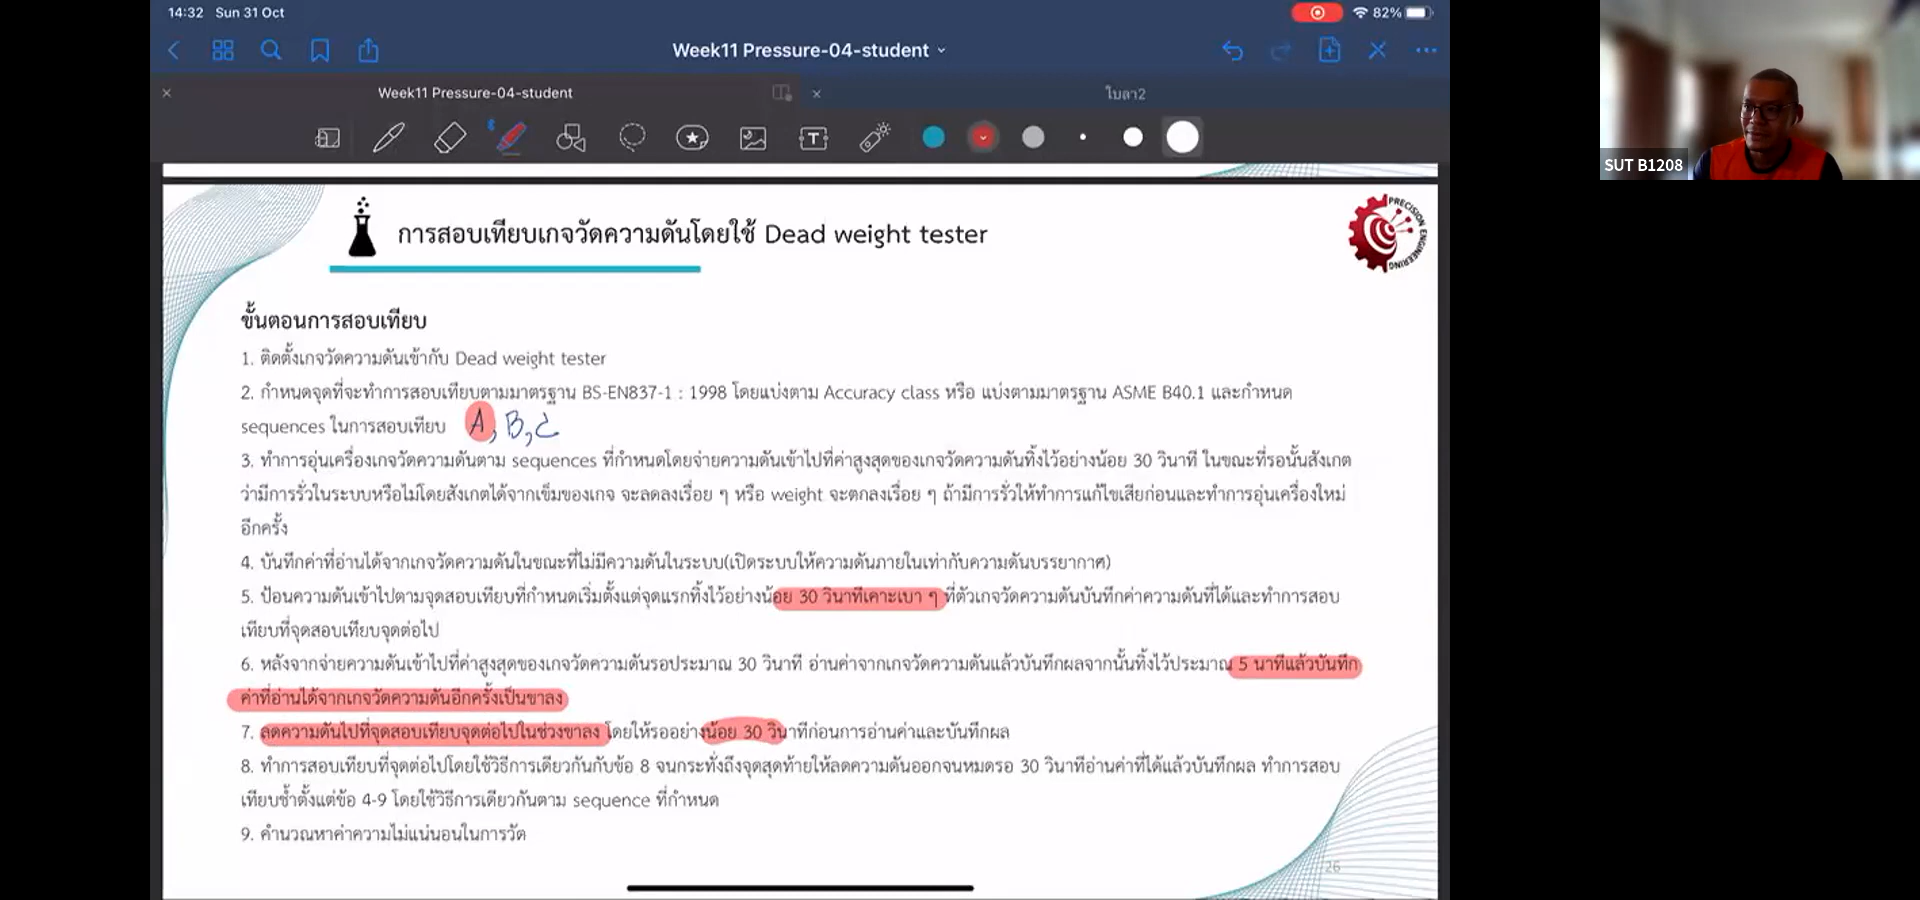 14:32 Sun 31 Oct
82%
Week11 Pressure-04-student
Week11 Pressure-04-student
ใบลา2
T
SUT B1208
การสอบเทียบเกจวัดความดันโดยใช้ Dead weight tester
PRECISION ENGINEERING
ขั้นตอนการสอบเทียบ
1. ติดตั้งเกจวัดความดันเข้ากับ Dead weight tester
2. กำหนดจุดที่จะทำการสอบเทียบตามมาตรฐาน BS-EN837-1 : 1998 โดยแบ่งตาม Accuracy class หรือ แบ่งตามมาตรฐาน ASME B40.1 และกำหนด
sequences ในการสอบเทียบ A, B, C
3. ทำการอุ่นเครื่องเกจวัดความดันตาม sequences ที่กำหนดโดยจ่ายความดันเข้าไปที่ค่าสูงสุดของเกจวัดความดันทิ้งไว้อย่างน้อย 30 วินาที ในขณะที่รอนั้นสังเกต
ว่ามีการรั่วในระบบหรือไม่โดยสังเกตได้จากเข็มของเกจ จะลดลงเรื่อย ๆ หรือ weight จะตกลงเรื่อย ๆ ถ้ามีการรั่วให้ทำการแก้ไขเสียก่อนและทำการอุ่นเครื่องใหม่
อีกครั้ง
4. บันทึกค่าที่อ่านได้จากเกจวัดความดันในขณะที่ไม่มีความดันในระบบ(เปิดระบบให้ความดันภายในเท่ากับความดันบรรยากาศ)
5. ป้อนความดันเข้าไปตามจุดสอบเทียบที่กำหนดเริ่มตั้งแต่จุดแรกทิ้งไว้อย่างน้อย 30 วินาทีเคาะเบา ๆ ที่ตัวเกจวัดความดันบันทึกค่าความดันที่ได้และทำการสอบ
เทียบที่จุดสอบเทียบจุดต่อไป
6. หลังจากจ่ายความดันเข้าไปที่ค่าสูงสุดของเกจวัดความดันรอประมาณ 30 วินาที อ่านค่าจากเกจวัดความดันแล้วบันทึกผลจากนั้นทิ้งไว้ประมาณ 5 นาทีแล้วบันทึก
ค่าที่อ่านได้จากเกจวัดความดันอีกครั้งเป็นขาลง
7. ลดความดันไปที่จุดสอบเทียบจุดต่อไปในช่วงขาลง โดยให้รออย่างน้อย 30 วินาทีก่อนการอ่านค่าและบันทึกผล
8. ทำการสอบเทียบที่จุดต่อไปโดยใช้วิธีการเดียวกันกับข้อ 8 จนกระทั่งถึงจุดสุดท้ายให้ลดความดันออกจนหมดรอ 30 วินาทีอ่านค่าที่ได้แล้วบันทึกผล ทำการสอบ
เทียบซ้ำตั้งแต่ข้อ 4-9 โดยใช้วิธีการเดียวกันตาม sequence ที่กำหนด
9. คำนวณหาค่าความไม่แน่นอนในการวัด
26